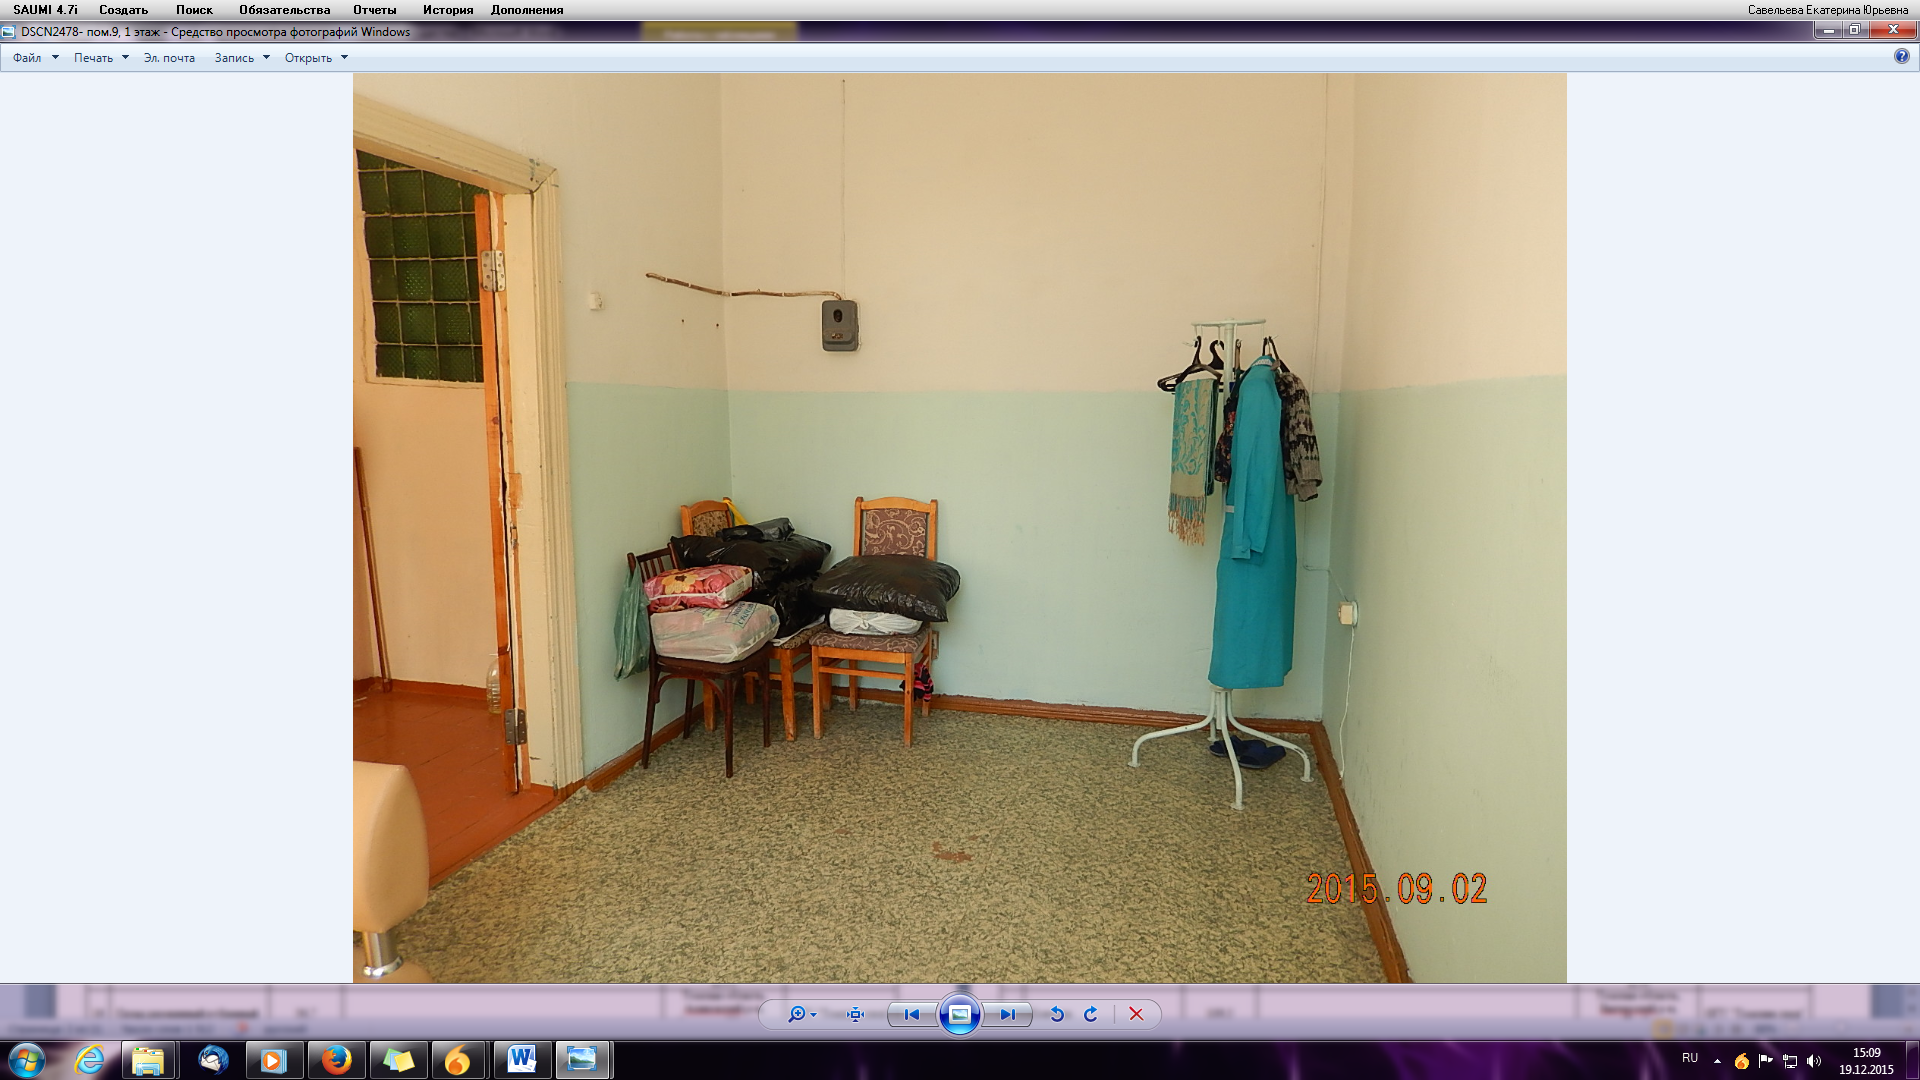 SAUMI 4.7i Создать Поиск Обязательства Отчеты История Дополнения Савельева Екатерина Юрьевна
DSCN2478- пом.9, 1 этаж - Средство просмотра фотографий Windows
Файл Печать Эл. почта Запись Открыть
2015.09.02
RU
15:09
19.12.2015